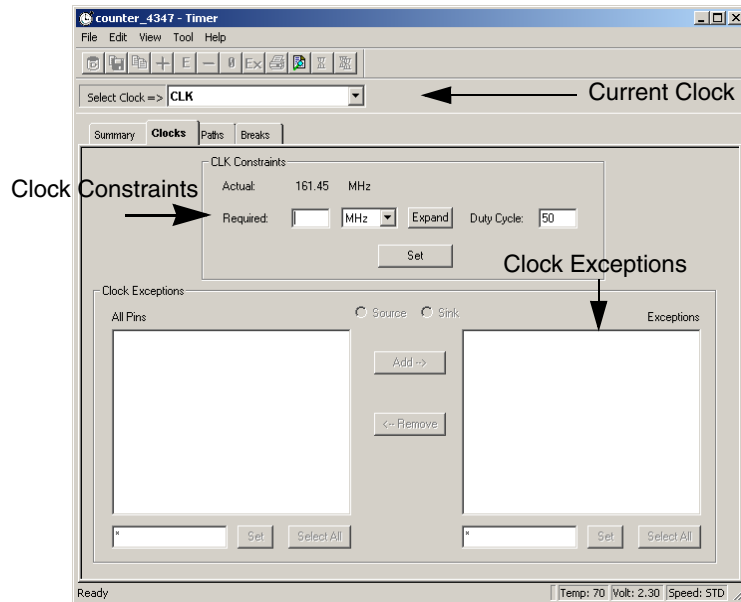 counter_4347 - Timer
File Edit View Tool Help
E Ex
Select Clock => CLK
Current Clock
Summary Clocks Paths Breaks
CLK Constraints
Clock Constraints
Actual: 161.45 MHz
Required: MHz Expand Duty Cycle: 50
Set
Clock Exceptions
Clock Exceptions
Source Sink
All Pins Exceptions
Add -->
<-- Remove
* Set Select All * Set Select All
Ready Temp: 70 Volt: 2.30 Speed: STD